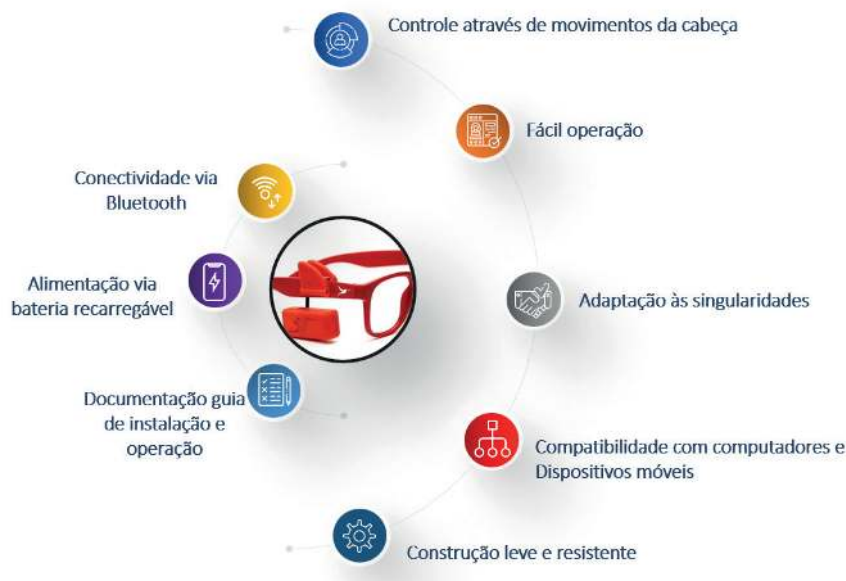 Controle através de movimentos da cabeça
Fácil operação
Conectividade via
Bluetooth
Alimentação via
bateria recarregável
Adaptação às singularidades
Documentação guia
de instalação e
operação
Compatibilidade com computadores e
Dispositivos móveis
Construção leve e resistente